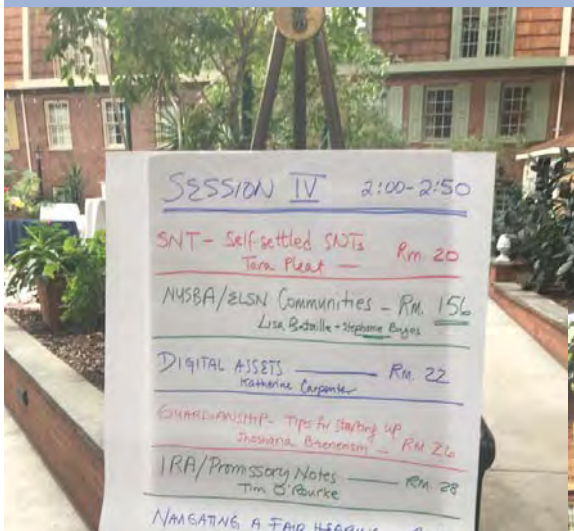 SESSION IV 2:00-2:50
SNT - Self-settled SNTs Rm 20
Tara Pleat
NYSBA/ELSN Communities - Rm. 156
Lisa Bataille - Stephanie
DIGITAL ASSETS Rm 22
Katherine Carpenter
GUARDIANSHIP - Tips for Starting up
Shoshana Rm 26
IRA/Promissory Notes Rm 28
Tim O'Rourke
NAVIGATING A FAIR HEARING